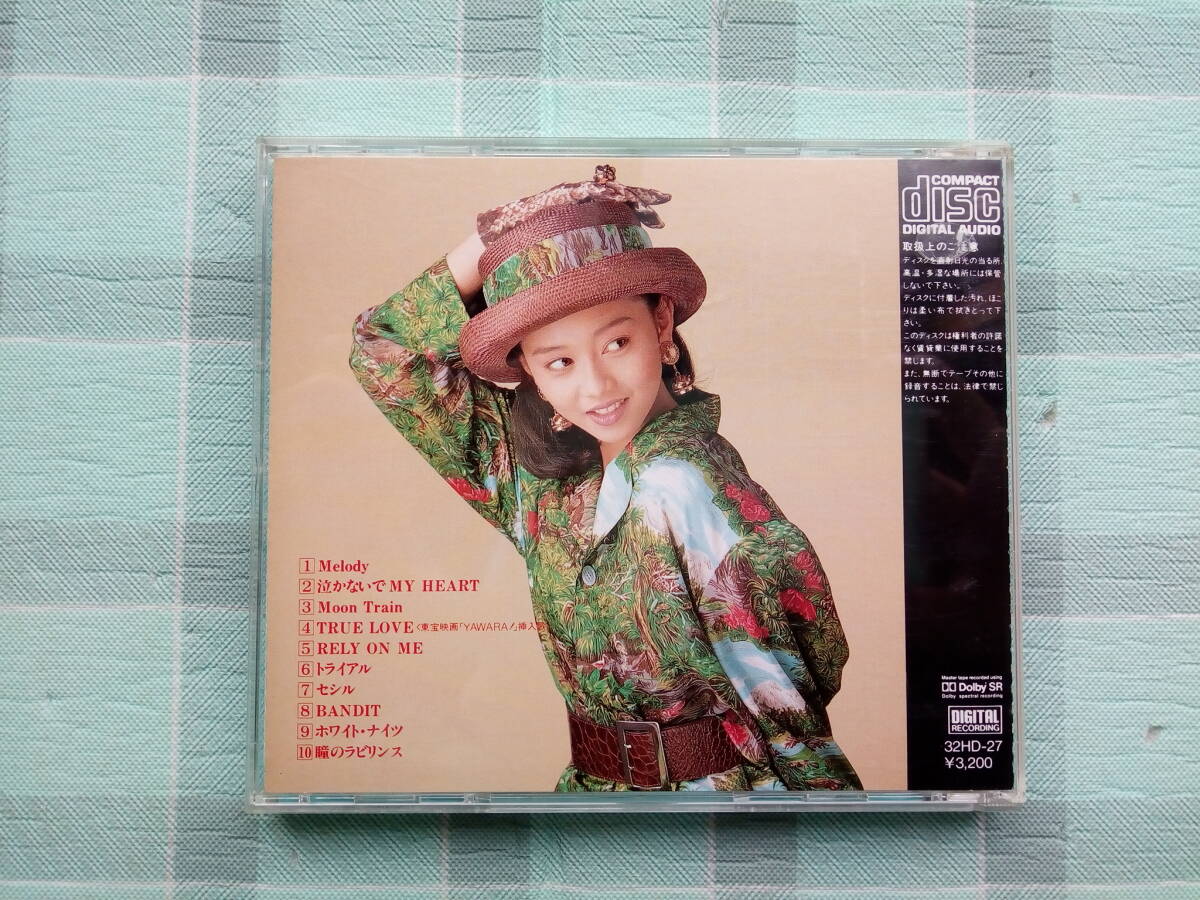 1 Melody
2 泣かないで MY HEART
3 Moon Train
4 TRUE LOVE〈東宝映画「YAWARA!」挿入歌
5 RELY ON ME
6 トライアル
7 セシル
8 BANDIT
9 ホワイト・ナイツ
10 瞳のラビリンス
COMPACT
disc
DIGITAL AUDIO
取扱上のご注意
ディスクを直射日光の当る所、
高温・多湿な場所には保管
しないで下さい。
ディスクに付着した汚れ、ほこ
りは柔い布で拭きとって下
さい。
このディスクは権利者の許諾
なく賃貸業に使用することを
禁じます。
また、無断でテープその他に
録音することは、法律で禁じ
られています。
Master tape recorded using
Dolby SR
Dolby spectral recording
DIGITAL
RECORDING
32HD-27
¥3,200